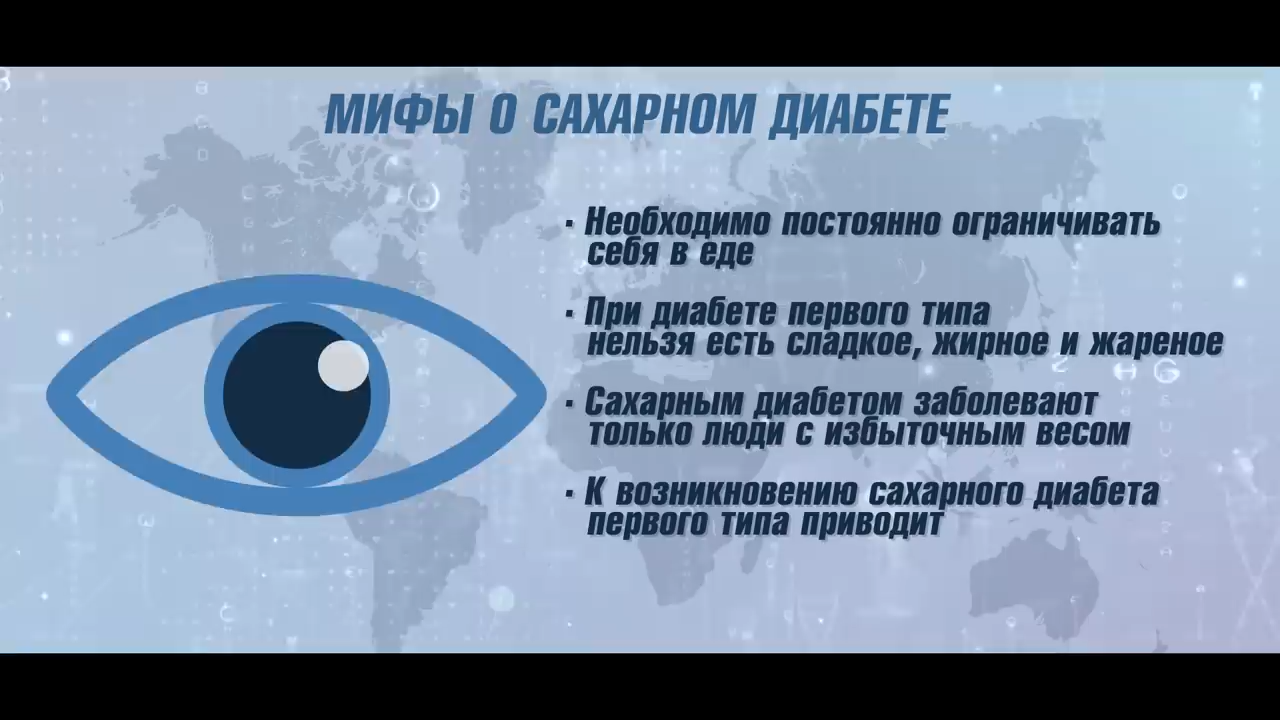 МИФЫ О САХАРНОМ ДИАБЕТЕ
· Необходимо постоянно ограничивать
себя в еде
· При диабете первого типа
нельзя есть сладкое, жирное и жареное
· Сахарным диабетом заболевают
только люди с избыточным весом
· К возникновению сахарного диабета
первого типа приводит